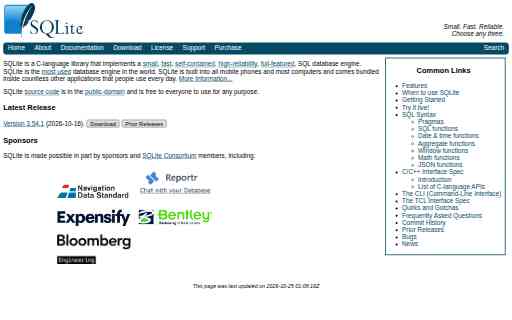 SQLite
Small. Fast. Reliable.
Choose any three.
Home About Documentation Download License Support Purchase Search
SQLite is a C-language library that implements a small, fast, self-contained, high-reliability, full-featured, SQL database engine.
SQLite is the most used database engine in the world. SQLite is built into all mobile phones and most computers and comes bundled
inside countless other applications that people use every day. More Information...
SQLite source code is in the public-domain and is free to everyone to use for any purpose.
Latest Release
Version 3.54.1 (2026-10-16). Download Prior Releases
Sponsors
SQLite is made possible in part by sponsors and SQLite Consortium members, including:
Navigation
Data Standard
Reportr
Chat with your Database
Expensify
Bentley
Bloomberg
Engineer Log
Common Links
Features
When to use SQLite
Getting Started
Try it live!
SQL Syntax
Pragmas
SQL functions
Date & time functions
Aggregate functions
Window functions
Math functions
JSON functions
C/C++ Interface Spec
Introduction
List of C-language APIs
The CLI (Command-Line Interface)
The TCL Interface Spec
Quirks and Gotchas
Frequently Asked Questions
Commit History
Prior Releases
Bugs
News
This page was last updated on 2026-10-25 01:06:10Z